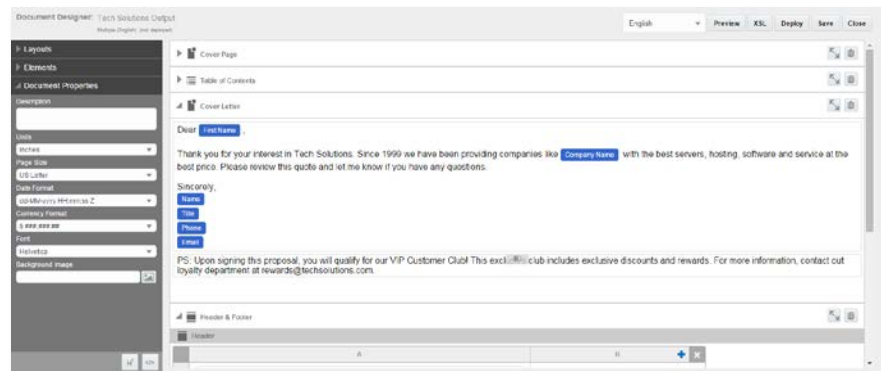 Document Designer: Tech Solutions Output
English
Preview
XSL
Deploy
Save
Close
Layouts
Elements
Document Properties
Description
Units
Inches
Page Size
US Letter
Date Format
Currency Format
Font
Helvetica
Background Image
Cover Page
Table of Contents
Cover Letter
Dear First Name ,
Thank you for your interest in Tech Solutions. Since 1999 we have been providing companies like Company Name with the best servers, hosting, software and service at the
best price. Please review this quote and let me know if you have any questions.
Sincerely,
Name
Title
Phone
Email
PS: Upon signing this proposal, you will qualify for our VIP Customer Club! This club includes exclusive discounts and rewards. For more information, contact out
loyalty department at rewards@techsolutions.com.
Header & Footer
Header
A
B